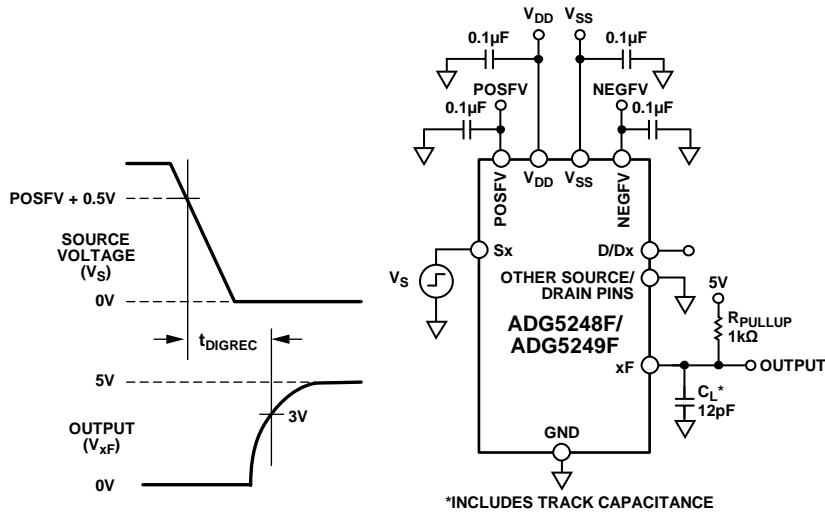 POSFV + 0.5V
SOURCE
VOLTAGE
(VS)
0V
tDIGREC
5V
OUTPUT
(VxF)
3V
0V
VDD
VSS
0.1µF
0.1µF
POSFV
NEGFV
0.1µF
0.1µF
POSFV
VDD
VSS
NEGFV
VS
Sx
D/Dx
OTHER SOURCE/
DRAIN PINS
ADG5248F/
ADG5249F
5V
RPULLUP
1kΩ
xF
OUTPUT
CL*
12pF
GND
*INCLUDES TRACK CAPACITANCE